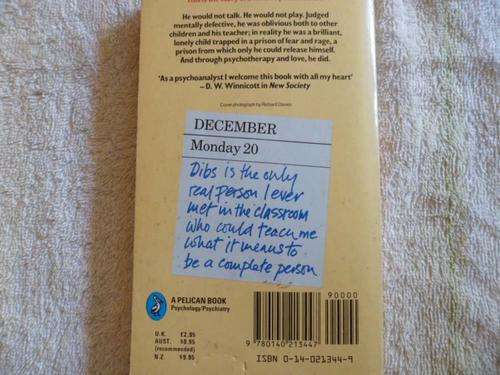 He would not talk. He would not play. Judged
mentally defective, he was oblivious both to other
children and his teacher; in reality he was a brilliant,
lonely child trapped in a prison of fear and rage, a
prison from which only he could release himself.
And through psychotherapy and love, he did.
'As a psychoanalyst I welcome this book with all my heart'
– D. W. Winnicott in New Society
Cover photograph by Richard Davies
DECEMBER
Monday 20
Dibs is the only
real person I ever
met in the classroom
who could teach me
what it means to
be a complete person
A PELICAN BOOK
Psychology/Psychiatry
U.K. £2.95
AUST. $8.95
(recommended)
N.Z. $9.95
90000
9 780140 213447
ISBN 0-14-021344-9